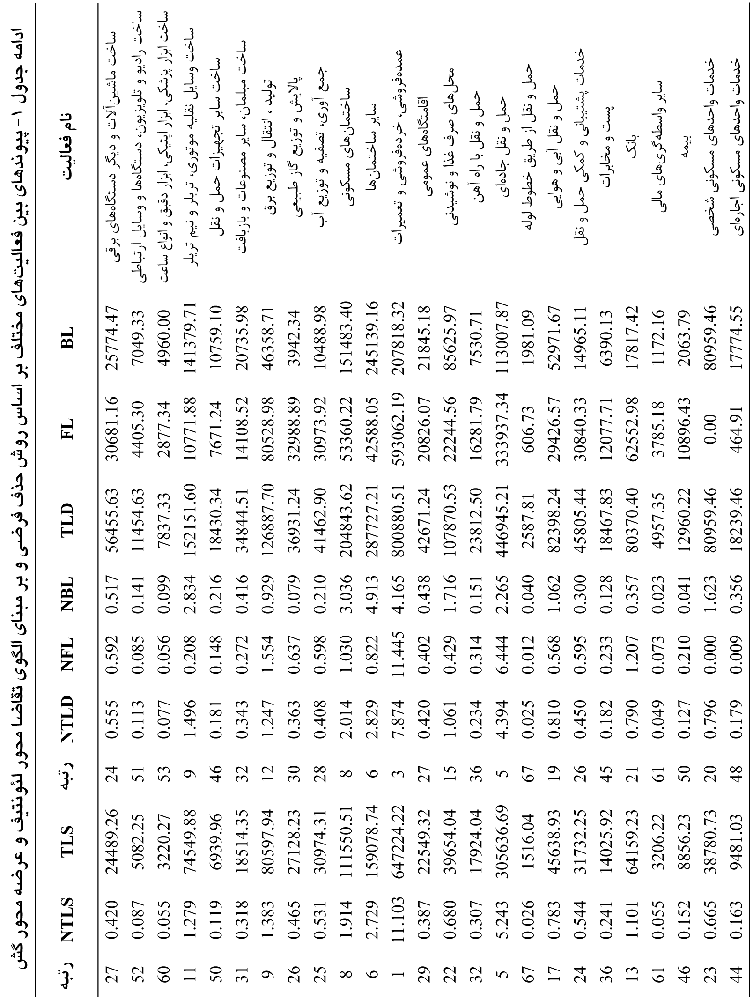 ادامه جدول ۱- پیوندهای بین فعالیت‌های مختلف بر اساس روش حذف فرضی و بر مبنای الگوی تقاضا محور لئونتیف و عرضه محور گش
نام فعالیت BL FL TLD NBL NFL NTLD رتبه TLS NTLS رتبه
ساخت ماشین‌آلات و دیگر دستگاه‌های برقی 25774.47 30681.16 56455.63 0.517 0.592 0.555 24 24489.26 0.420 27
ساخت رادیو و تلویزیون، دستگاه‌ها و وسایل ارتباطی 7049.33 4405.30 11454.63 0.141 0.085 0.113 51 5082.25 0.087 52
ساخت ابزار پزشکی، ابزار اپتیکی، ابزار دقیق و انواع ساعت 4960.00 2877.34 7837.33 0.099 0.056 0.077 53 3220.27 0.055 60
ساخت وسایل نقلیه موتوری، تریلر و نیم تریلر 141379.71 10771.88 152151.60 2.834 0.208 1.496 9 74549.88 1.279 11
ساخت سایر تجهیزات حمل و نقل 10759.10 7671.24 18430.34 0.216 0.148 0.181 46 6939.96 0.119 50
ساخت مبلمان، سایر مصنوعات و بازیافت 20735.98 14108.52 34844.51 0.416 0.272 0.343 32 18514.35 0.318 31
تولید ، انتقال و توزیع برق 46358.71 80528.98 126887.70 0.929 1.554 1.247 12 80597.94 1.383 9
پالایش و توزیع گاز طبیعی 3942.34 32988.89 36931.24 0.079 0.637 0.363 30 27128.23 0.465 26
جمع آوری، تصفیه و توزیع آب 10488.98 30973.92 41462.90 0.210 0.598 0.408 28 30974.31 0.531 25
ساختمان‌های مسکونی 151483.40 53360.22 204843.62 3.036 1.030 2.014 8 111550.51 1.914 8
سایر ساختمان‌ها 245139.16 42588.05 287727.21 4.913 0.822 2.829 6 159078.74 2.729 6
عمده‌فروشی، خرده‌فروشی و تعمیرات 207818.32 593062.19 800880.51 4.165 11.445 7.874 3 647224.22 11.103 1
اقامتگاه‌های عمومی 21845.18 20826.07 42671.24 0.438 0.402 0.420 27 22549.32 0.387 29
محل‌های صرف غذا و نوشیدنی 85625.97 22244.56 107870.53 1.716 0.429 1.061 15 39654.04 0.680 22
حمل و نقل با راه آهن 7530.71 16281.79 23812.50 0.151 0.314 0.234 36 17924.04 0.307 32
حمل و نقل جاده‌ای 113007.87 333937.34 446945.21 2.265 6.444 4.394 5 305636.69 5.243 5
حمل و نقل از طریق خطوط لوله 1981.09 606.73 2587.81 0.040 0.012 0.025 67 1516.04 0.026 67
حمل و نقل آبی و هوایی 52971.67 29426.57 82398.24 1.062 0.568 0.810 19 45638.93 0.783 17
خدمات پشتیبانی و کمکی حمل و نقل 14965.11 30840.33 45805.44 0.300 0.595 0.450 26 31732.25 0.544 24
پست و مخابرات 6390.13 12077.71 18467.83 0.128 0.233 0.182 45 14025.92 0.241 36
بانک 17817.42 62552.98 80370.40 0.357 1.207 0.790 21 64159.23 1.101 13
سایر واسطه‌گری‌های مالی 1172.16 3785.18 4957.35 0.023 0.073 0.049 61 3206.22 0.055 61
بیمه 2063.79 10896.43 12960.22 0.041 0.210 0.127 50 8856.23 0.152 46
خدمات واحدهای مسکونی شخصی 80959.46 0.00 80959.46 1.623 0.000 0.796 20 38780.73 0.665 23
خدمات واحدهای مسکونی اجاره‌ای 17774.55 464.91 18239.46 0.356 0.009 0.179 48 9481.03 0.163 44